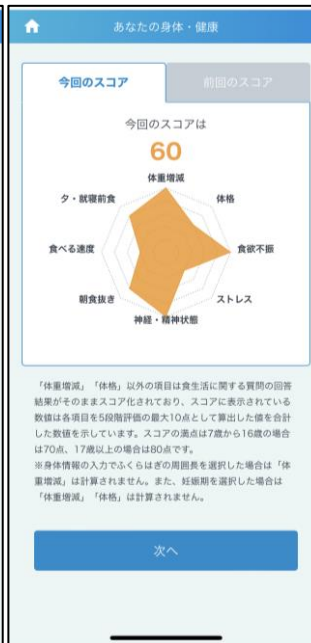 あなたの身体・健康
今回のスコア
前回のスコア
今回のスコアは
60
体重増減
夕・就寝前食
体格
食べる速度
食欲不振
朝食抜き
ストレス
神経・精神状態
「体重増減」「体格」以外の項目は食生活に関する質問の回答
結果がそのままスコア化されており、スコアに表示されている
数値は各項目を5段階評価の最大10点として算出した値を合計
した数値を示しています。スコアの満点は7歳から16歳の場合
は70点、17歳以上の場合は80点です。
※身体情報の入力でふくらはぎの周囲長を選択した場合は「体
重増減」は計算されません。また、妊娠期を選択した場合は
「体重増減」「体格」は計算されません。
次へ